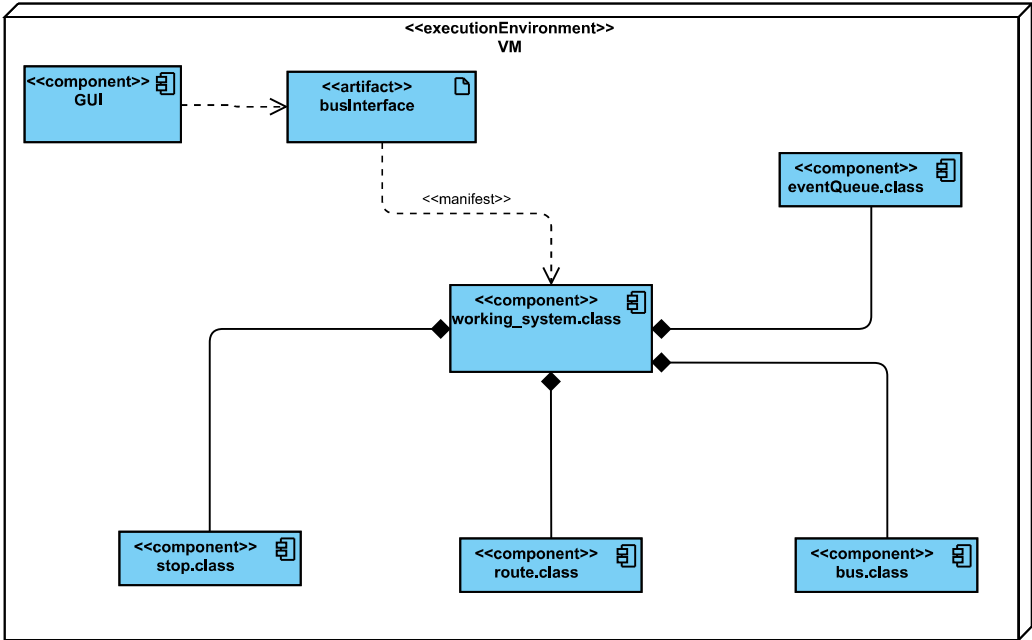 <<executionEnvironment>>
VM
<<component>>
GUI
<<artifact>>
busInterface
<<component>>
eventQueue.class
<<manifest>>
<<component>>
working_system.class
<<component>>
stop.class
<<component>>
route.class
<<component>>
bus.class